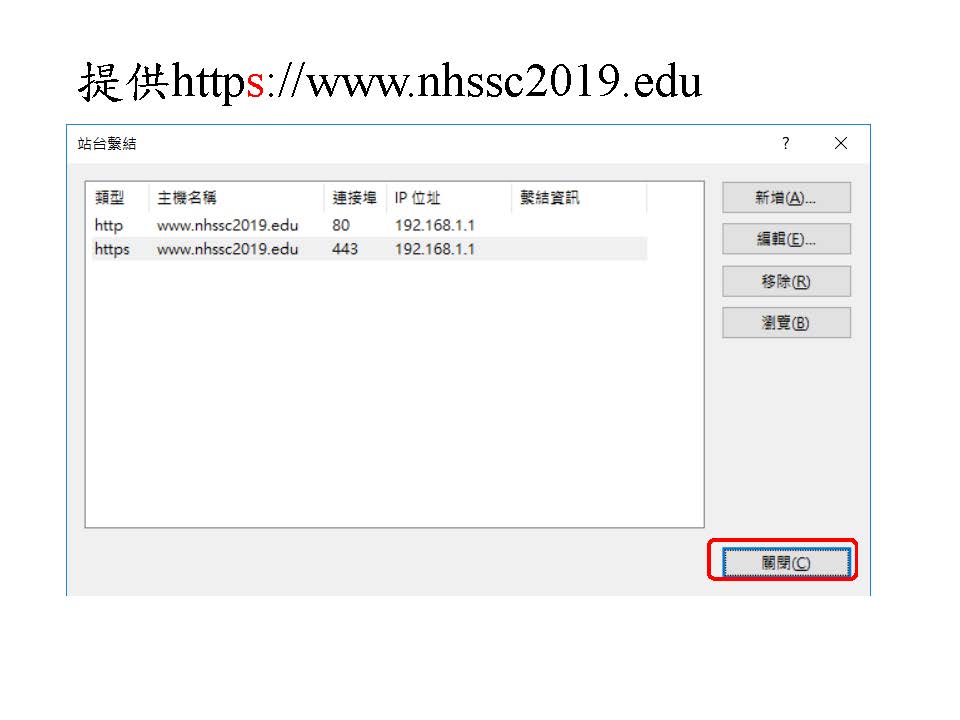 提供https://www.nhssc2019.edu
站台繫結
?
類型 主機名稱 連接埠 IP 位址 繫結資訊
http www.nhssc2019.edu 80 192.168.1.1
https www.nhssc2019.edu 443 192.168.1.1
新增(A)...
編輯(E)...
移除(R)
瀏覽(B)
關閉(C)